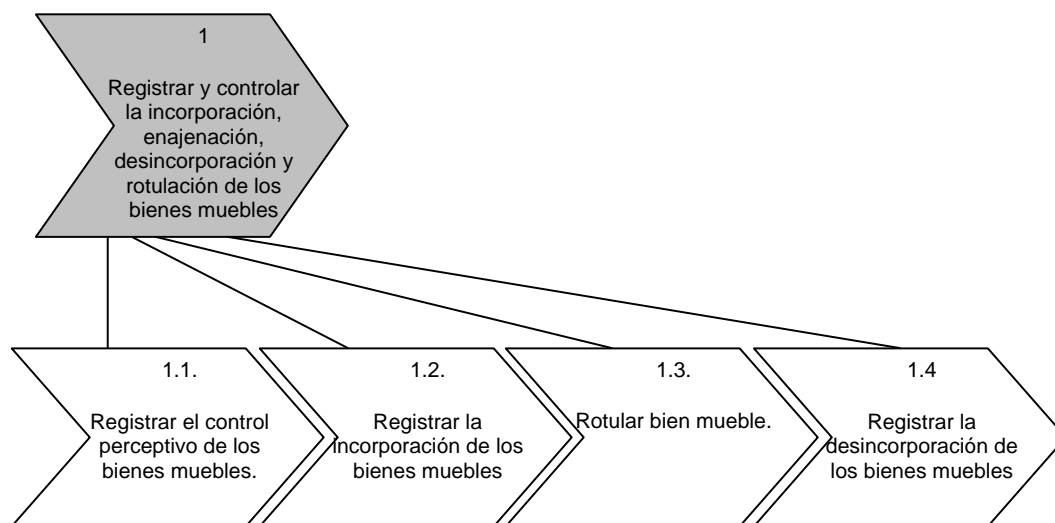 1
Registrar y controlar
la incorporación,
enajenación,
desincorporación y
rotulación de los
bienes muebles
1.1.
Registrar el control
perceptivo de los
bienes muebles.
1.2.
Registrar la
incorporación de los
bienes muebles
1.3.
Rotular bien mueble.
1.4
Registrar la
desincorporación de
los bienes muebles